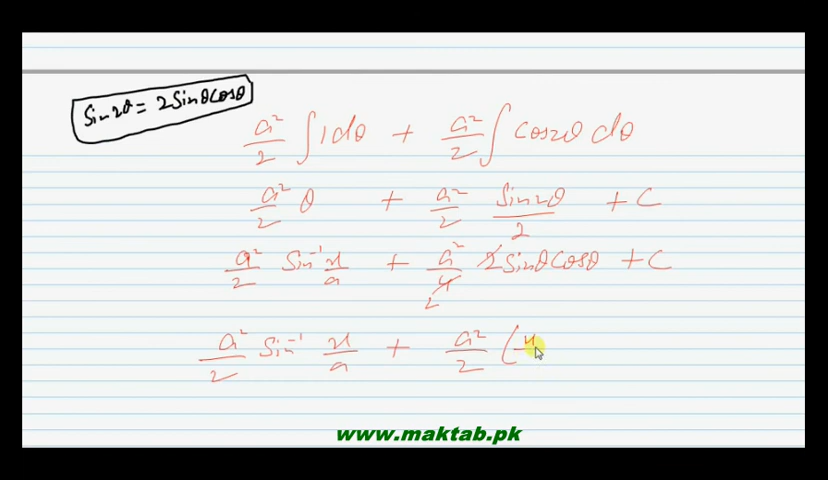 Sin2θ = 2SinθCosθ
a²/2 ∫1dθ + a²/2 ∫Cos2θ dθ
a²/2 θ + a²/2 Sin2θ/2 + C
a²/2 Sin⁻¹ x/a + a²/4 2 2SinθCosθ + C
a²/2 Sin⁻¹ x/a + a²/2 (
www.maktab.pk